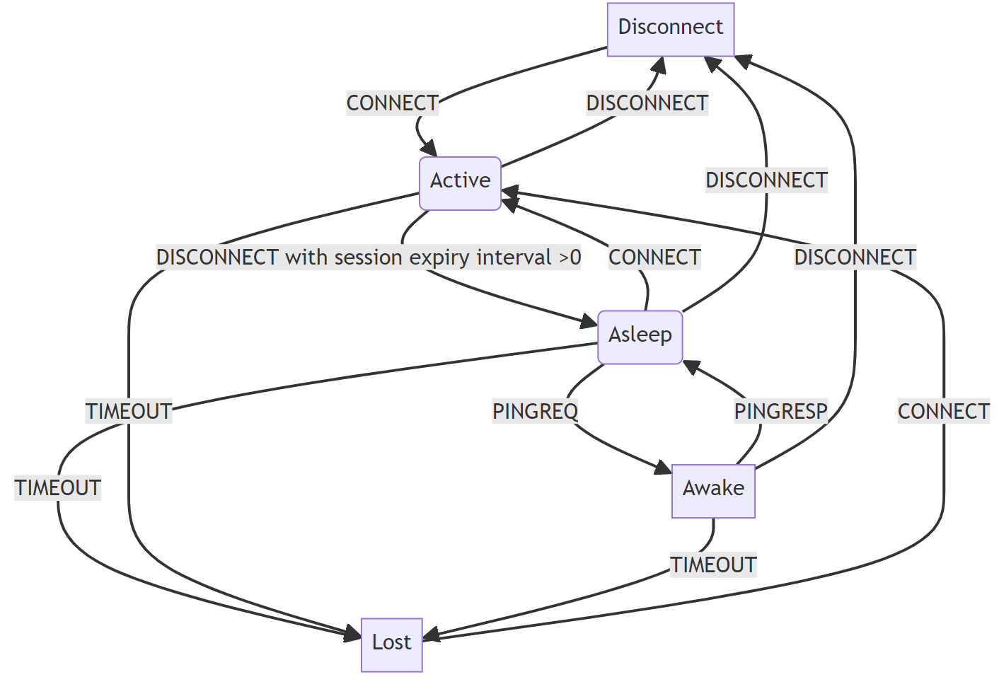 Disconnect
CONNECT
DISCONNECT
Active
DISCONNECT
DISCONNECT with session expiry interval >0
CONNECT
DISCONNECT
Asleep
TIMEOUT
PINGREQ
PINGRESP
CONNECT
TIMEOUT
Awake
TIMEOUT
Lost